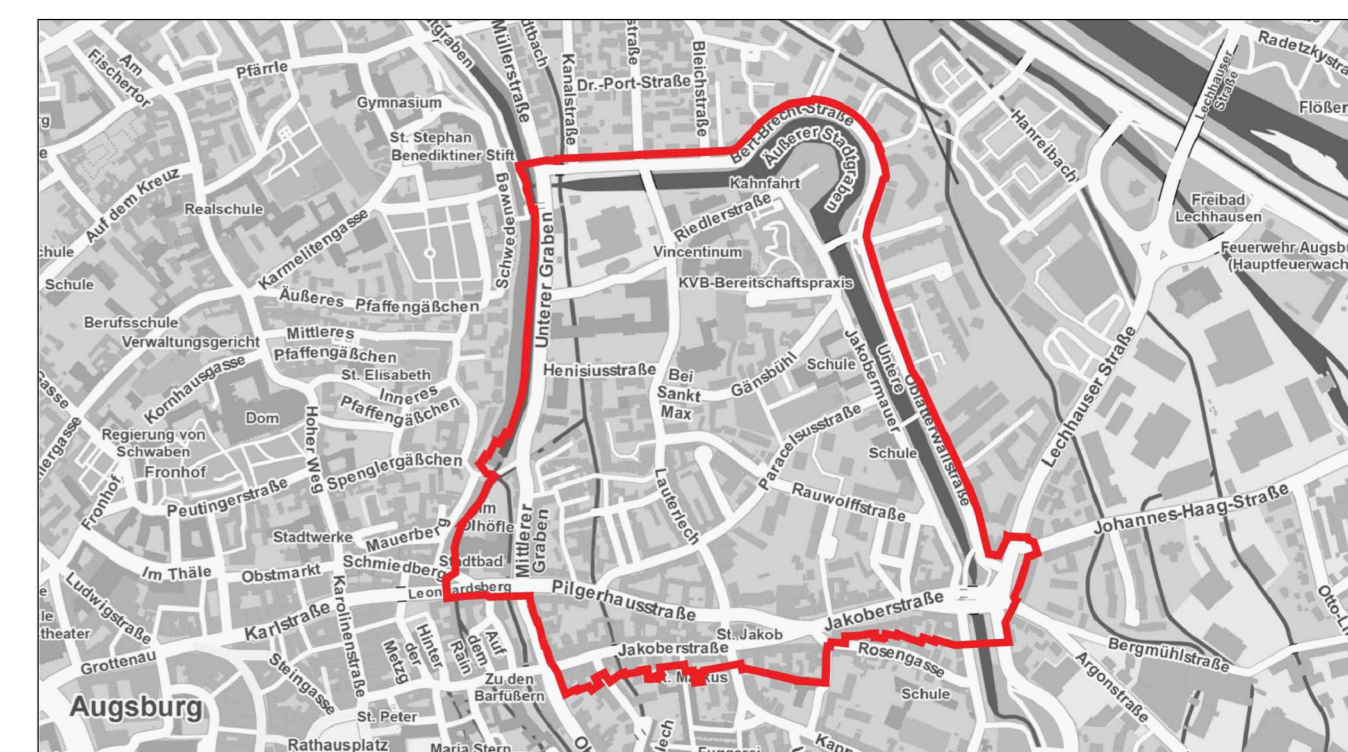 Am
Fischertor
Pfärrle
Müllerstraße
Kanalstraße
Dr.-Port-Straße
Bleichstraße
Lechhauser
Straße
Radetzkystra
Flößer
Gymnasium
St. Stephan
Benediktiner Stift
Bert-Brecht-Straße
Äußerer Stadtgraben
Hanreibach
Auf dem Kreuz
Realschule
Karmelitengasse
Schwedenweg
Kahnfahrt
Riedlerstraße
Freibad
Lechhausen
Feuerwehr Augsbu
(Hauptfeuerwach
Vincentinum
KVB-Bereitschaftspraxis
chule
Schule
Äußeres Pfaffengäßchen
Unterer Graben
Berufsschule
Verwaltungsgericht
Mittleres
Pfaffengäßchen
St. Elisabeth
Inneres
Pfaffengäßchen
Kornhausgasse
Henisiusstraße
Bei
Sankt
Max
Gänsbühl
Schule
Jakobermauer
Untere
Oblatterwallstraße
Lechhauser Straße
Dom
Hoher Weg
Regierung von
Schwaben
Fronhof
Fronhof
Peutingerstraße
Spenglergäßchen
Paracelsusstraße
Schule
Lauterlech
Rauwolffstraße
Johannes-Haag-Straße
Im
Ölhöfle
Mittlerer
Graben
Stadtwerke
Mauerberg
Stadtbad
Schmiedberg
Leonhardsberg
Im Thäle
Obstmarkt
Ludwigstraße
Karlstraße
Karolinenstraße
Pilgerhausstraße
Jakoberstraße
theater
Grottenau
Steingasse
Hinter
der
Metzg
Auf
dem
Rain
Zu den
Barfüßern
St. Jakob
Jakoberstraße
Rosengasse
Schule
Bergmühlstraße
Argonstraße
Augsburg
St. Peter
Rathausplatz
Maria Stern
Fuggerei